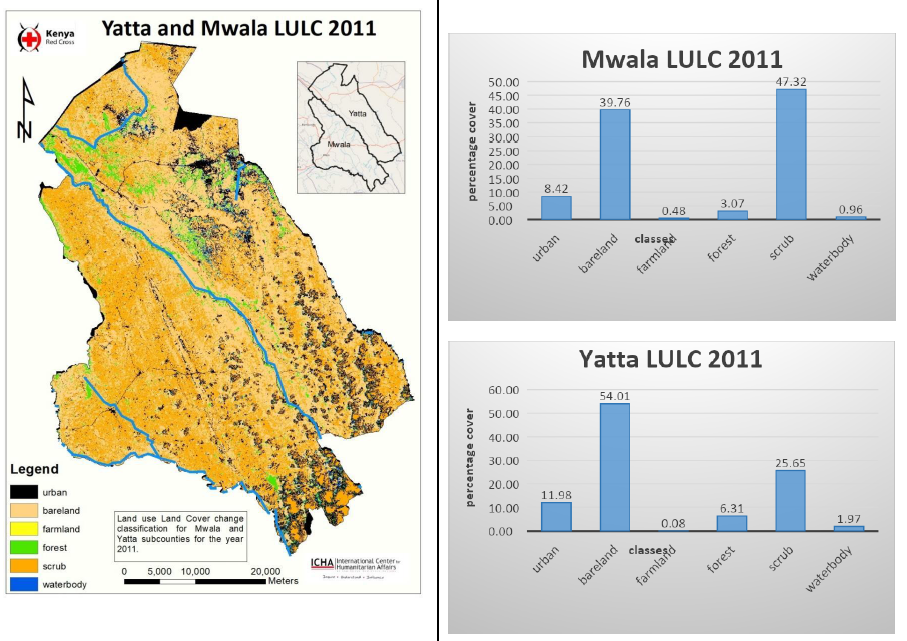 Kenya
Red Cross
Yatta and Mwala LULC 2011
N
Yatta
Mwala
Legend
urban
bareland
farmland
forest
scrub
waterbody
Land use Land Cover change
classification for Mwala and
Yatta subcounties for the year
2011.
0 5,000 10,000 20,000
Meters
ICHA International Center for
Humanitarian Affairs
Mwala LULC 2011
percentage cover
50.00
45.00
40.00
35.00
30.00
25.00
20.00
15.00
10.00
5.00
0.00
8.42
39.76
0.48
3.07
47.32
0.96
urban
bareland
farmland
forest
scrub
waterbody
classes
Yatta LULC 2011
percentage cover
60.00
50.00
40.00
30.00
20.00
10.00
0.00
11.98
54.01
0.08
6.31
25.65
1.97
urban
bareland
farmland
forest
scrub
waterbody
classes